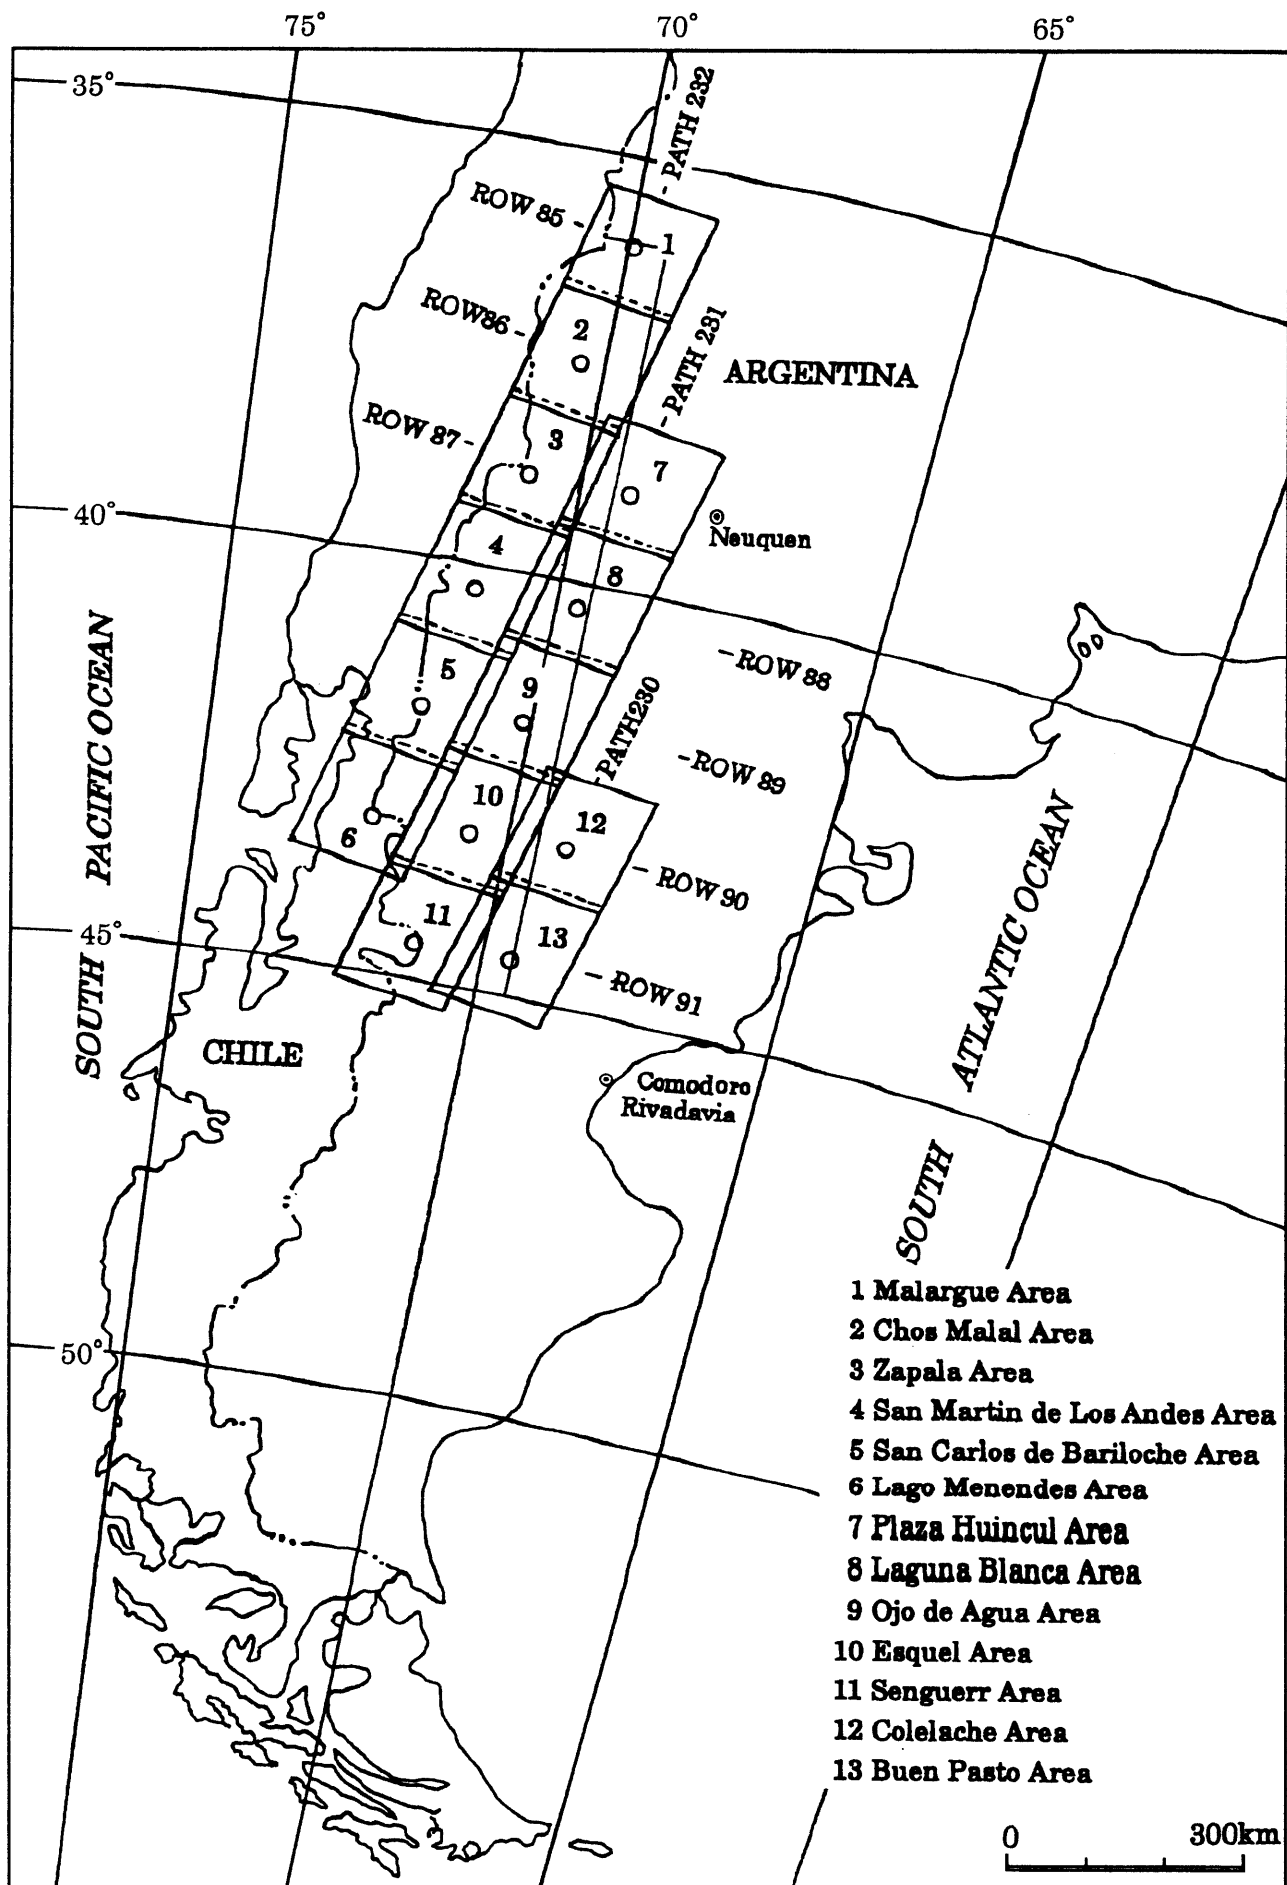 75° 70° 65°
35°
PATH 232
ROW 85
1
ROW86
2
PATH 231
ARGENTINA
ROW 87
3
7
40°
Neuquen
4
8
ROW 88
5
9
PATH230
ROW 89
10
12
6
ROW 90
11
13
45°
ROW 91
SOUTH PACIFIC OCEAN
SOUTH ATLANTIC OCEAN
CHILE
Comodoro
Rivadavia
50°
1 Malargue Area
2 Chos Malal Area
3 Zapala Area
4 San Martin de Los Andes Area
5 San Carlos de Bariloche Area
6 Lago Menendes Area
7 Plaza Huincul Area
8 Laguna Blanca Area
9 Ojo de Agua Area
10 Esquel Area
11 Senguerr Area
12 Colelache Area
13 Buen Pasto Area
0 300km